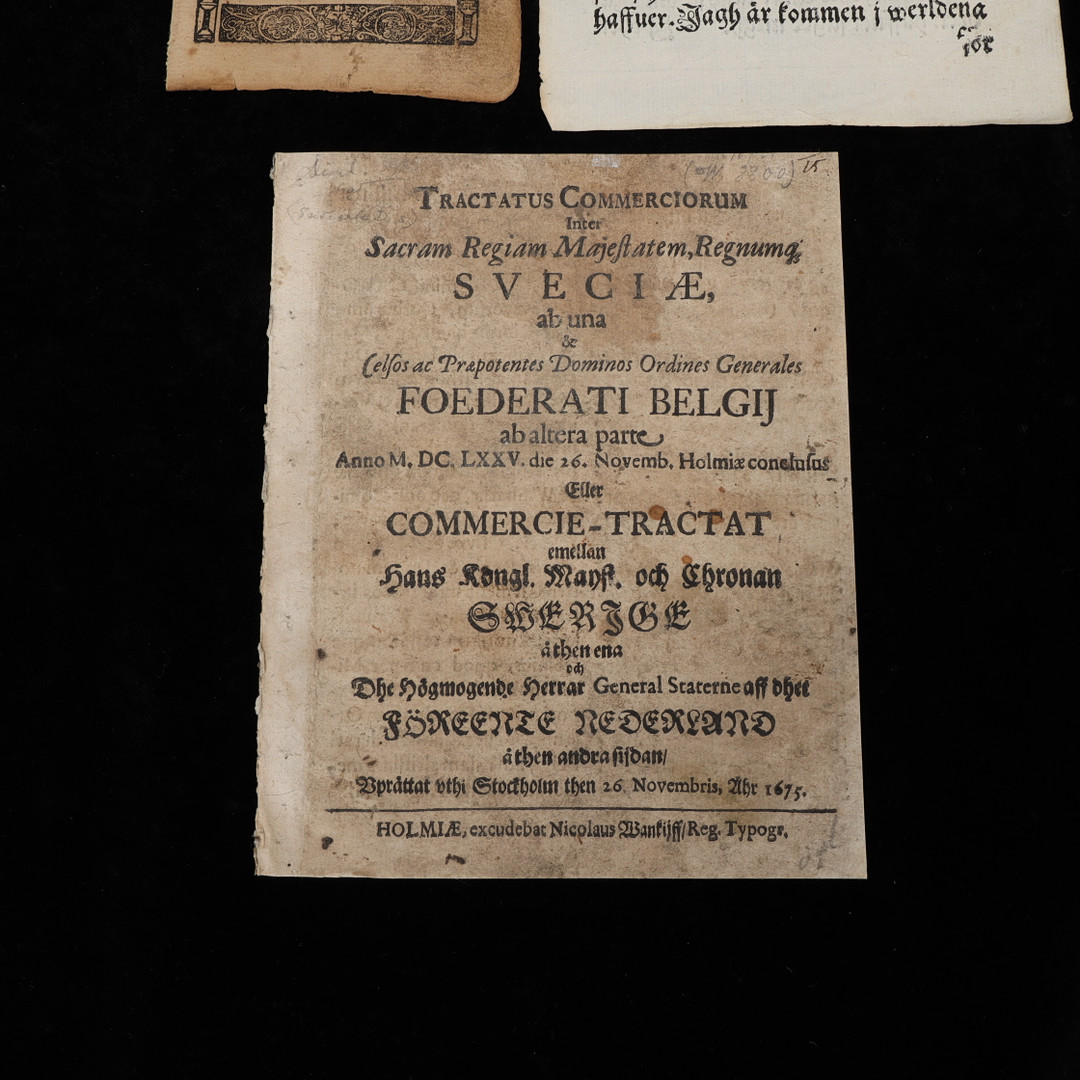 haffuer. Jagh är kommen j werldena
för
15.
TRACTATUS COMMERCIORUM
Inter
Sacram Regiam Majeſtatem, Regnumq;
SVECIÆ,
ab una
&
Celſos ac Præpotentes Dominos Ordines Generales
FOEDERATI BELGIJ
ab altera parte
Anno M. DC. LXXV. die 26. Novemb. Holmiæ concluſus
Eller
COMMERCIE-TRACTAT
emellan
Hans Kongl. Mayſt. och Chronan
SWERIGE
å then ena
och
Dhe Högmogende Herrar General Staterne aff dhet
FÖREENTE NEDERLAND
å then andra ſijdan/
Vprättat vthi Stockholm then 26. Novembris, Åhr 1675.
HOLMIÆ, excudebat Nicolaus Wankijff/ Reg. Typogr.